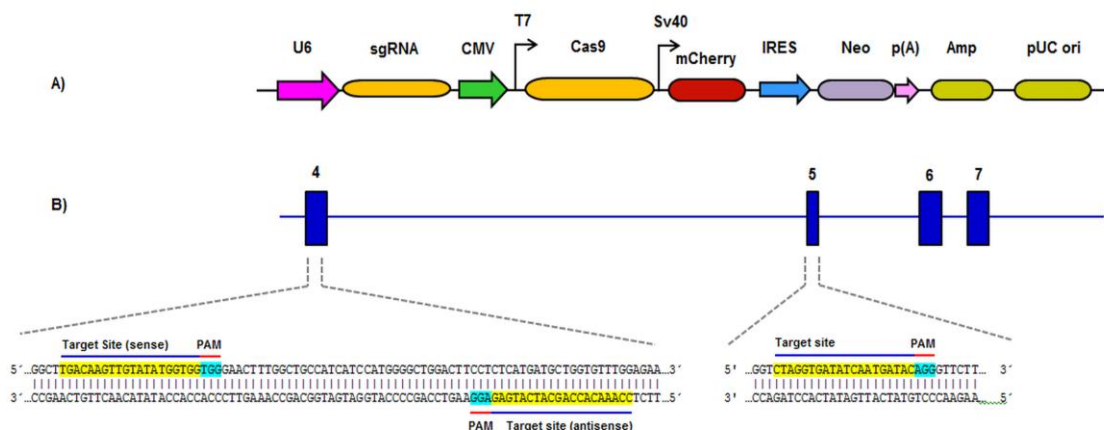 T7 Sv40
U6 sgRNA CMV Cas9 mCherry IRES Neo p(A) Amp pUC ori
A)
4 5 6 7
B)
Target Site (sense) PAM
5´…GGCTTGACAAGTTGTATATGGTGGTGGGAACTTTGGCTGCCATCATCCATGGGGCTGGACTTCCTCTCATGATGCTGGTGTTTGGAGAA…3´
3´…CCGAACTGTTCAACATATACCACCACCCTTGAAACCGACGGTAGTAGGTACCCCGACCTGAAGGAGAGTACTACGACCACAAACCTCTT…5´
PAM Target site (antisense)
Target site PAM
5' …GGTCTAGGTGATATCAATGATACAGGGTTCTT… 3'
3' …CCAGATCCACTATAGTTACTATGTCCCAAGAA… 5'